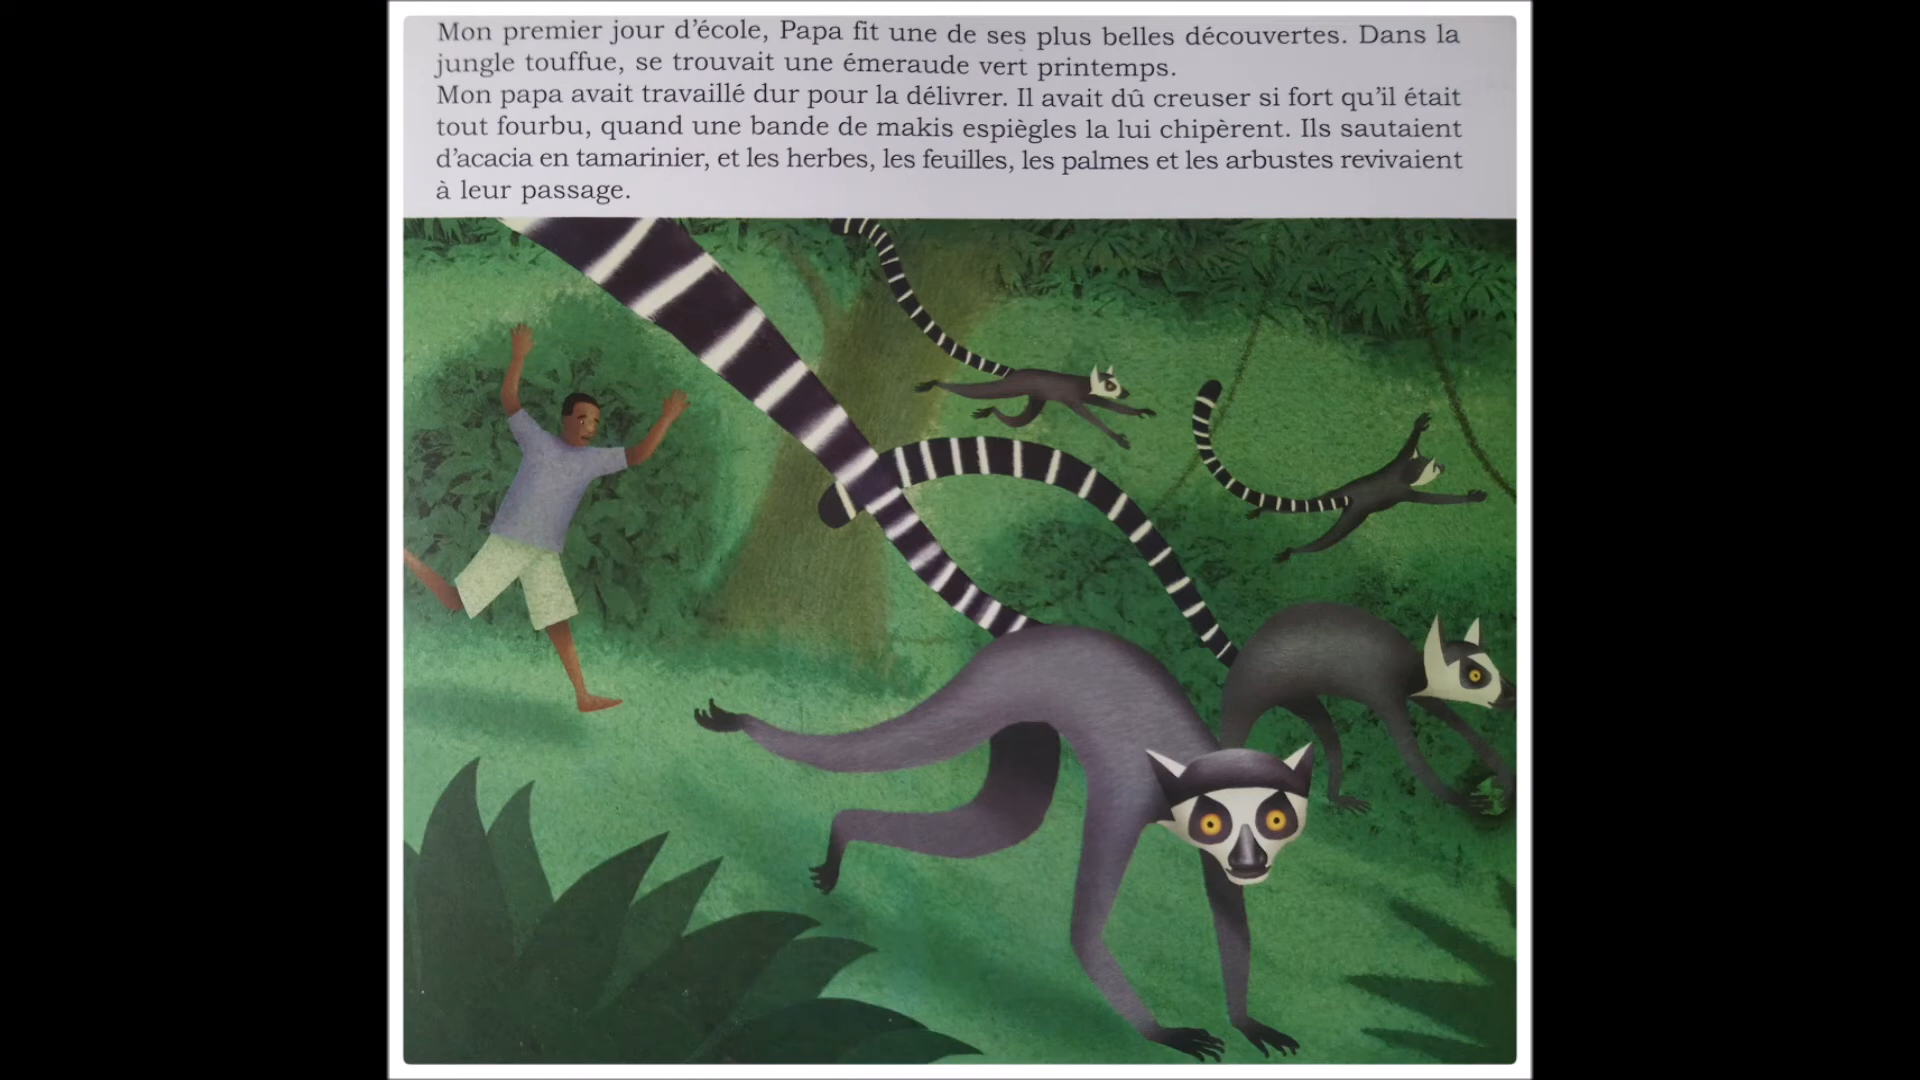 Mon premier jour d'école, Papa fit une de ses plus belles découvertes. Dans la
jungle touffue, se trouvait une émeraude vert printemps.
Mon papa avait travaillé dur pour la délivrer. Il avait dû creuser si fort qu'il était
tout fourbu, quand une bande de makis espiègles la lui chipèrent. Ils sautaient
d'acacia en tamarinier, et les herbes, les feuilles, les palmes et les arbustes revivaient
à leur passage.